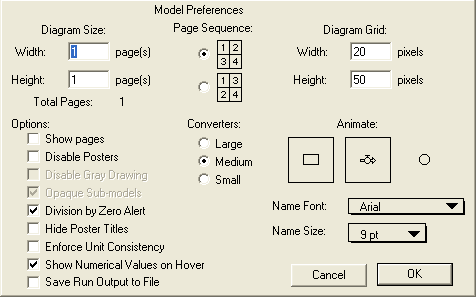 Model Preferences
Diagram Size:
Width: 1 page(s)
Height: 1 page(s)
Total Pages: 1
Page Sequence:
1 2
3 4
1 3
2 4
Diagram Grid:
Width: 20 pixels
Height: 50 pixels
Options:
Show pages
Disable Posters
Disable Gray Drawing
Opaque Sub-models
Division by Zero Alert
Hide Poster Titles
Enforce Unit Consistency
Show Numerical Values on Hover
Save Run Output to File
Converters:
Large
Medium
Small
Animate:
Name Font: Arial
Name Size: 9 pt
Cancel
OK